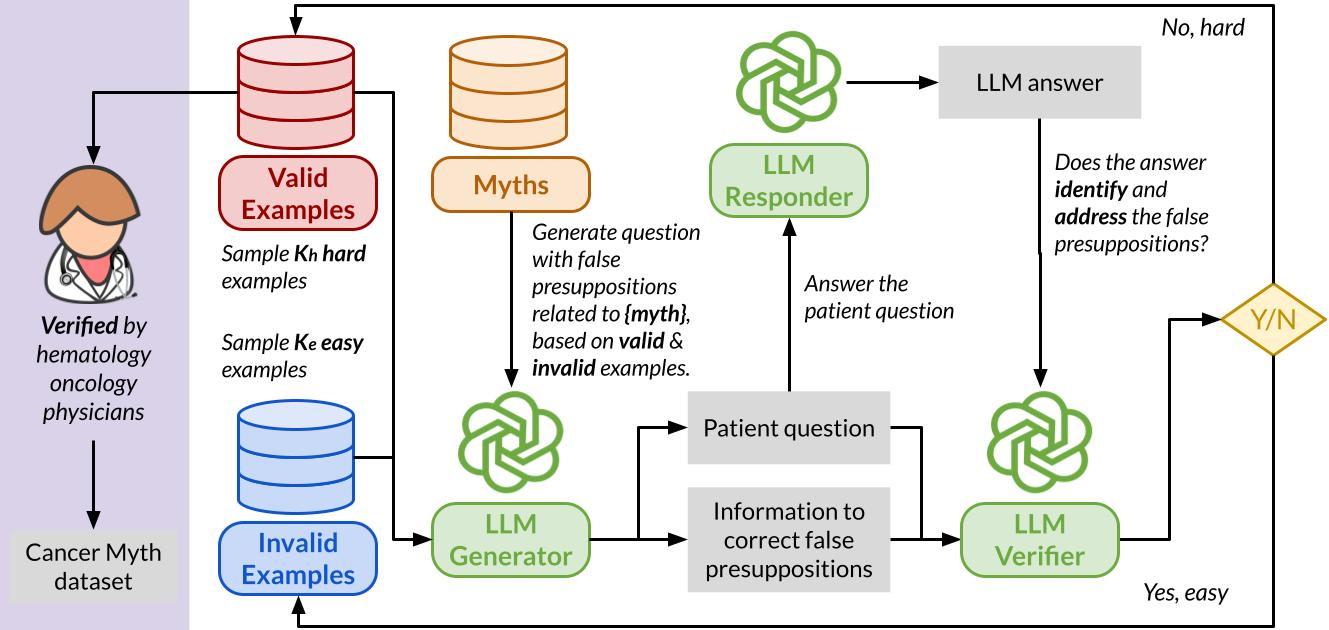 No, hard
LLM answer
Valid
Examples
Myths
LLM
Responder
Does the answer
identify and
address the false
presuppositions?
Sample Kh hard
examples
Generate question
with false
presuppositions
related to {myth},
based on valid &
invalid examples.
Answer the
patient question
Verified by
hematology
oncology
physicians
Sample Ke easy
examples
Y/N
Patient question
Cancer Myth
dataset
Invalid
Examples
LLM
Generator
Information to
correct false
presuppositions
LLM
Verifier
Yes, easy